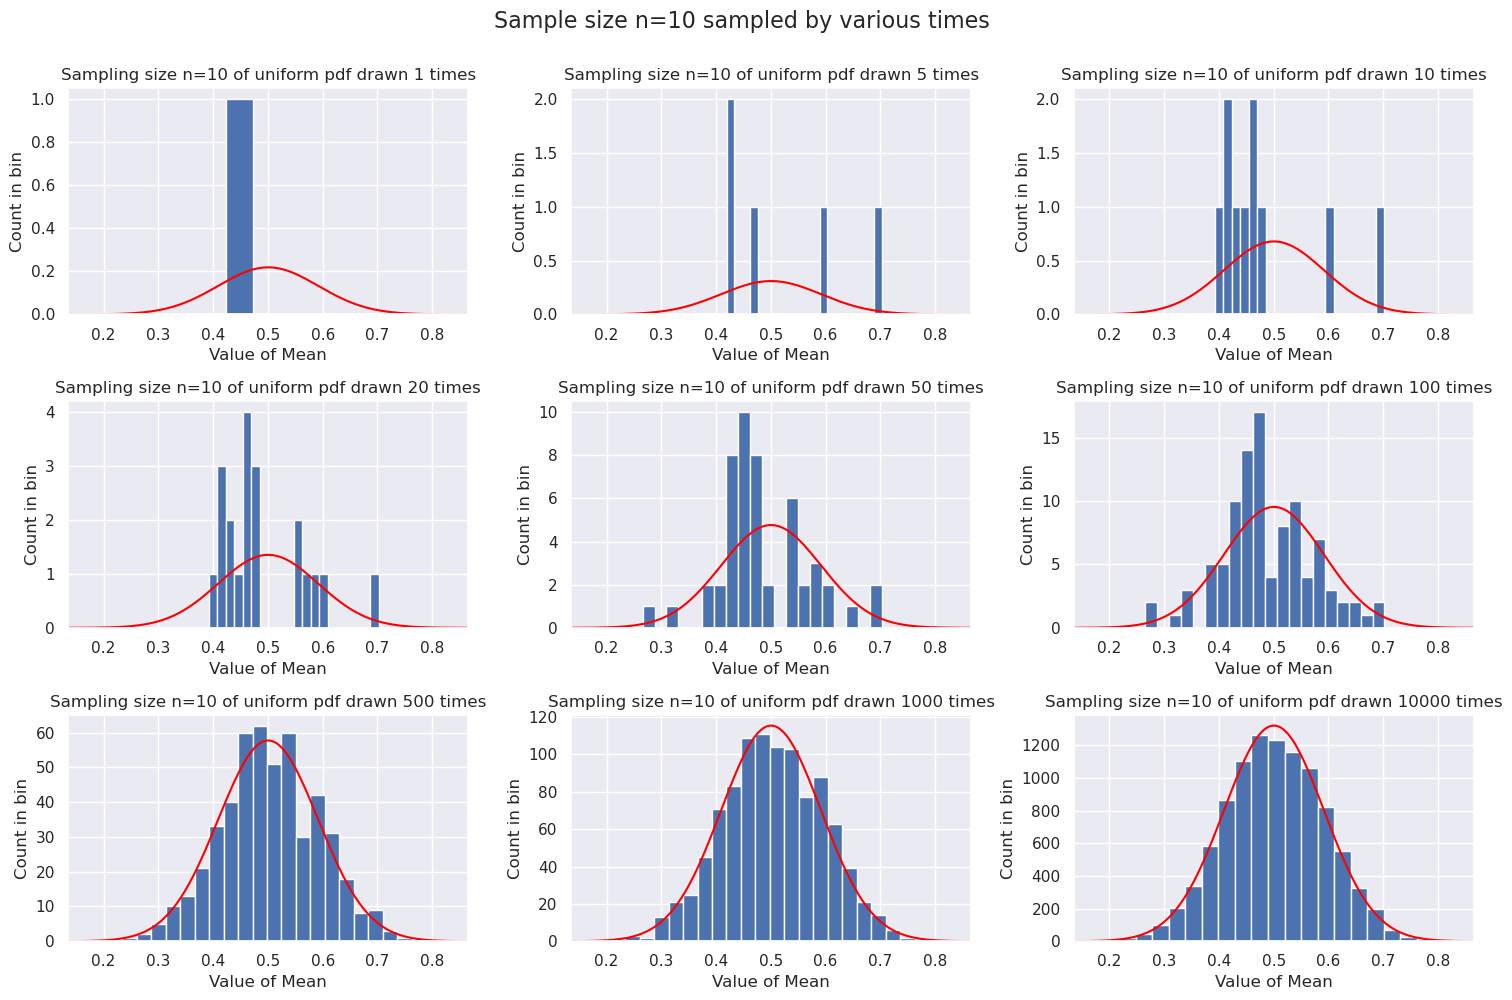 Sample size n=10 sampled by various times
Sampling size n=10 of uniform pdf drawn 1 times
Count in bin
1.0
0.8
0.6
0.4
0.2
0.0
0.2 0.3 0.4 0.5 0.6 0.7 0.8
Value of Mean
Sampling size n=10 of uniform pdf drawn 5 times
Count in bin
2.0
1.5
1.0
0.5
0.0
0.2 0.3 0.4 0.5 0.6 0.7 0.8
Value of Mean
Sampling size n=10 of uniform pdf drawn 10 times
Count in bin
2.0
1.5
1.0
0.5
0.0
0.2 0.3 0.4 0.5 0.6 0.7 0.8
Value of Mean
Sampling size n=10 of uniform pdf drawn 20 times
Count in bin
4
3
2
1
0
0.2 0.3 0.4 0.5 0.6 0.7 0.8
Value of Mean
Sampling size n=10 of uniform pdf drawn 50 times
Count in bin
10
8
6
4
2
0
0.2 0.3 0.4 0.5 0.6 0.7 0.8
Value of Mean
Sampling size n=10 of uniform pdf drawn 100 times
Count in bin
15
10
5
0
0.2 0.3 0.4 0.5 0.6 0.7 0.8
Value of Mean
Sampling size n=10 of uniform pdf drawn 500 times
Count in bin
60
50
40
30
20
10
0
0.2 0.3 0.4 0.5 0.6 0.7 0.8
Value of Mean
Sampling size n=10 of uniform pdf drawn 1000 times
Count in bin
120
100
80
60
40
20
0
0.2 0.3 0.4 0.5 0.6 0.7 0.8
Value of Mean
Sampling size n=10 of uniform pdf drawn 10000 times
Count in bin
1200
1000
800
600
400
200
0
0.2 0.3 0.4 0.5 0.6 0.7 0.8
Value of Mean